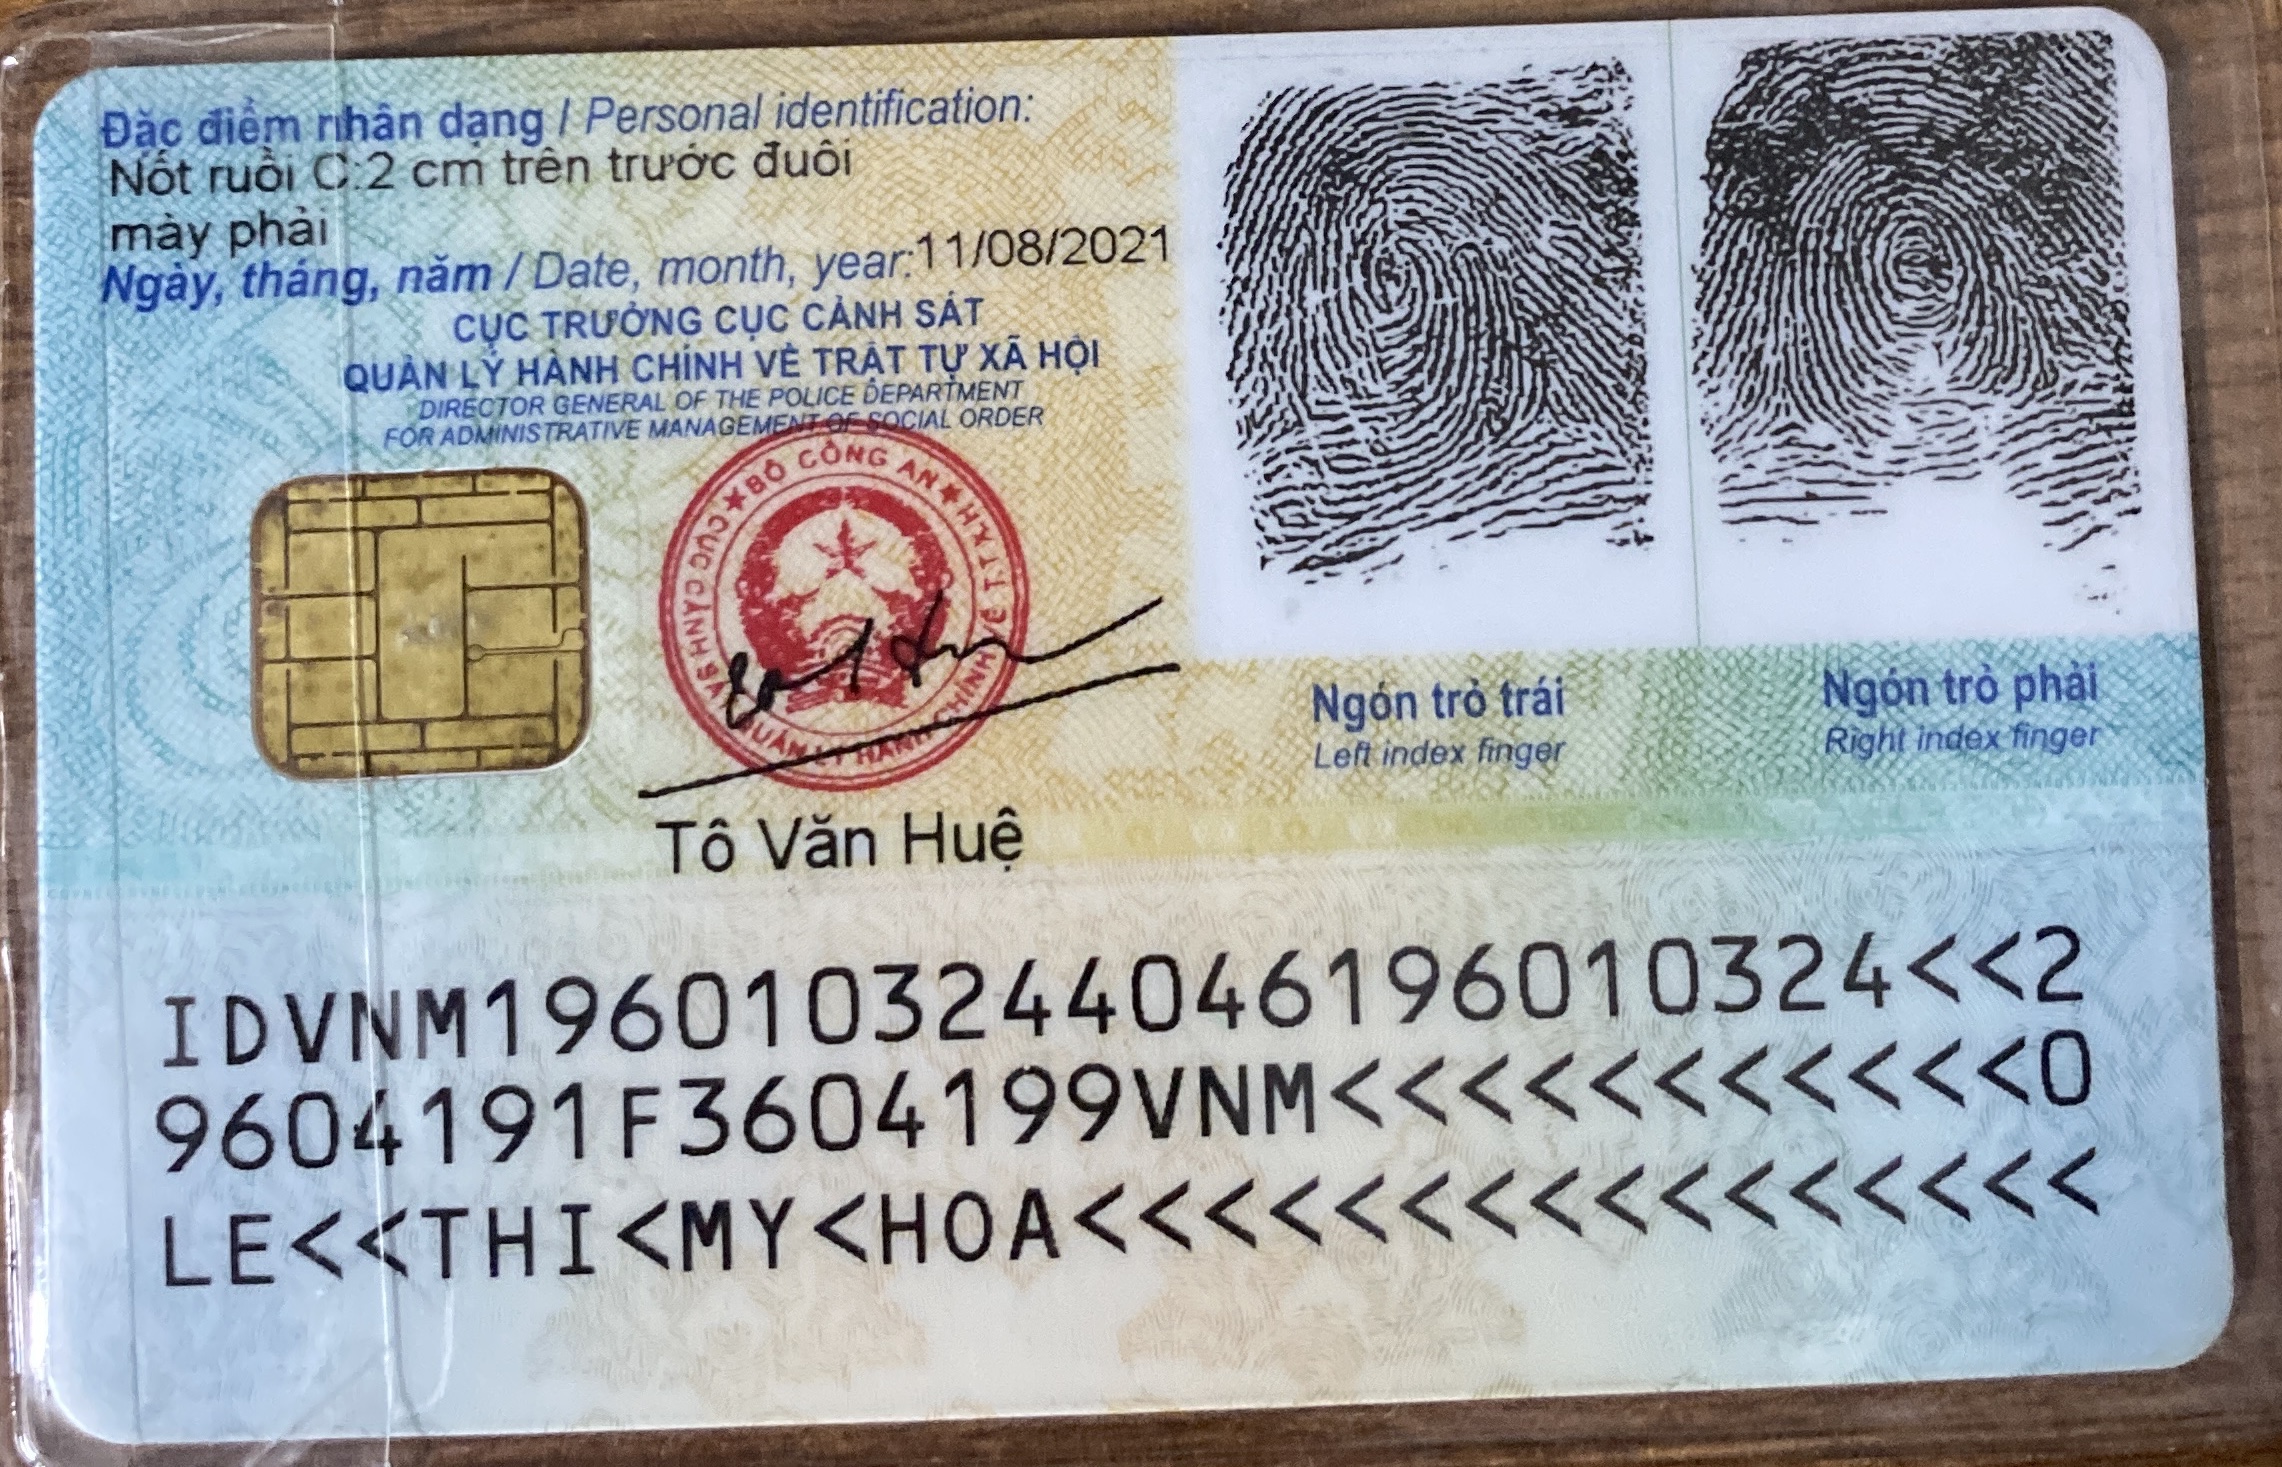 Đặc điểm nhân dạng / Personal identification:
Nốt ruồi C:2 cm trên trước đuôi
mày phải
Ngày, tháng, năm / Date, month, year:11/08/2021
CỤC TRƯỞNG CỤC CẢNH SÁT
QUẢN LÝ HÀNH CHÍNH VỀ TRẬT TỰ XÃ HỘI
DIRECTOR GENERAL OF THE POLICE DEPARTMENT
FOR ADMINISTRATIVE MANAGEMENT OF SOCIAL ORDER
BỘ CÔNG AN
CỤC CẢNH SÁT QUẢN LÝ HÀNH CHÍNH VỀ TTXH
Tô Văn Huệ
Ngón trỏ trái
Left index finger
Ngón trỏ phải
Right index finger
IDVNM1960103244046196010324<<2
9604191F3604199VNM<<<<<<<<<<<0
LE<<THI<MY<HOA<<<<<<<<<<<<<<<<